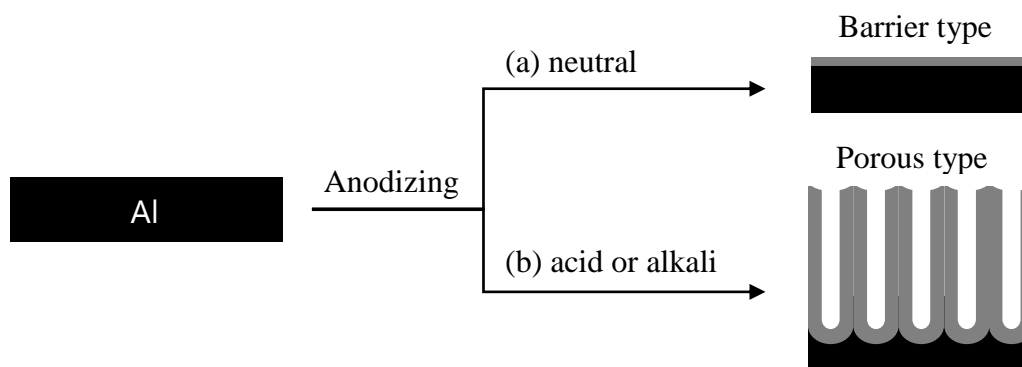 Barrier type
(a) neutral
Porous type
Anodizing
Al
(b) acid or alkali